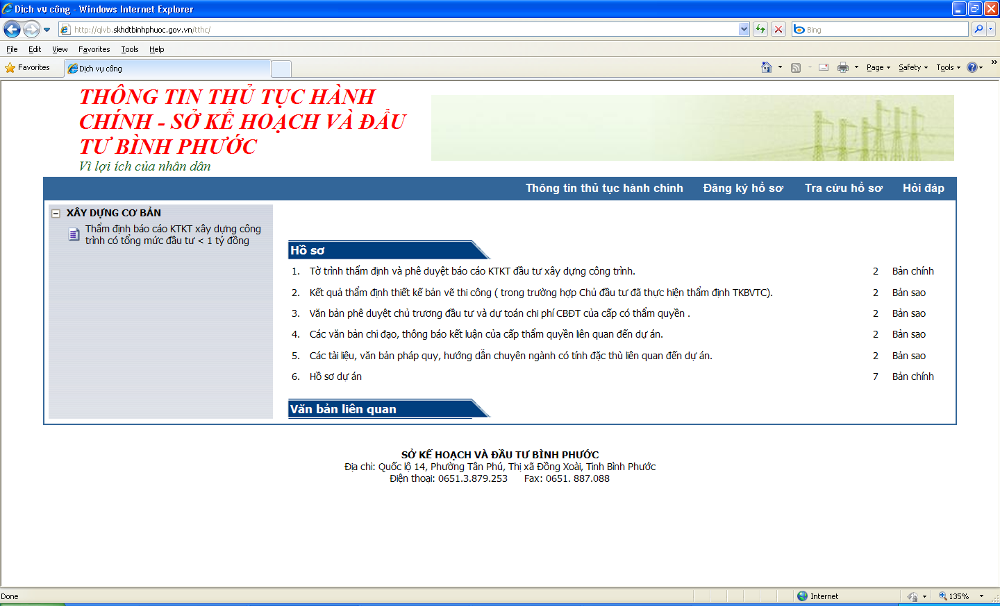 Dịch vụ công - Windows Internet Explorer
http://qlvb.skhdtbinhphuoc.gov.vn/tthc/
Bing
File Edit View Favorites Tools Help
Favorites Dịch vụ công Page Safety Tools
THÔNG TIN THỦ TỤC HÀNH
CHÍNH - SỞ KẾ HOẠCH VÀ ĐẦU
TƯ BÌNH PHƯỚC
Vì lợi ích của nhân dân
Thông tin thủ tục hành chính Đăng ký hồ sơ Tra cứu hồ sơ Hỏi đáp
XÂY DỰNG CƠ BẢN
Thẩm định báo cáo KTKT xây dựng công
trình có tổng mức đầu tư < 1 tỷ đồng
Hồ sơ
1. Tờ trình thẩm định và phê duyệt báo cáo KTKT đầu tư xây dựng công trình. 2 Bản chính
2. Kết quả thẩm định thiết kế bản vẽ thi công ( trong trường hợp Chủ đầu tư đã thực hiện thẩm định TKBVTC). 2 Bản sao
3. Văn bản phê duyệt chủ trương đầu tư và dự toán chi phí CBĐT của cấp có thẩm quyền . 2 Bản sao
4. Các văn bản chỉ đạo, thông báo kết luận của cấp thẩm quyền liên quan đến dự án. 2 Bản sao
5. Các tài liệu, văn bản pháp quy, hướng dẫn chuyên ngành có tính đặc thù liên quan đến dự án. 2 Bản sao
6. Hồ sơ dự án 7 Bản chính
Văn bản liên quan
SỞ KẾ HOẠCH VÀ ĐẦU TƯ BÌNH PHƯỚC
Địa chỉ: Quốc lộ 14, Phường Tân Phú, Thị xã Đồng Xoài, Tỉnh Bình Phước
Điện thoại: 0651.3.879.253 Fax: 0651. 887.088
Done Internet 135%